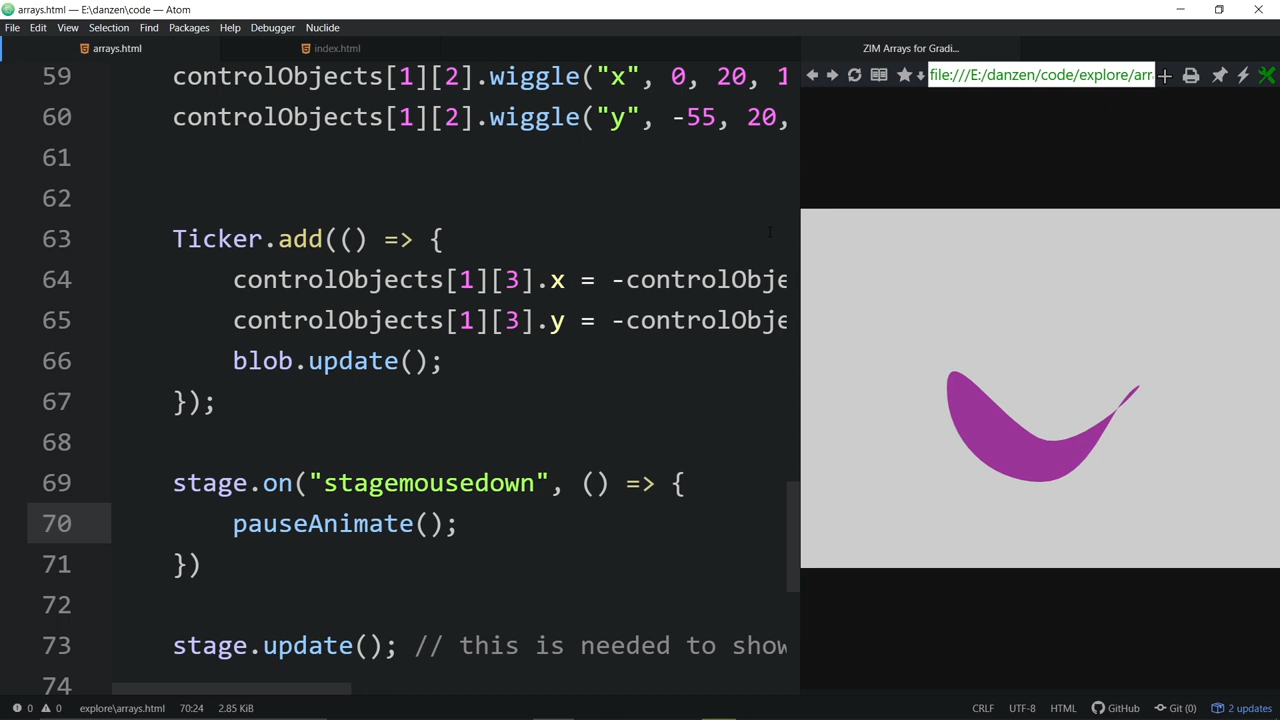 arrays.html — E:\danzen\code — Atom
File Edit View Selection Find Packages Help Debugger Nuclide
arrays.html index.html ZIM Arrays for Gradi...
file:///E:/danzen/code/explore/arr
59 controlObjects[1][2].wiggle("x", 0, 20, 1
60 controlObjects[1][2].wiggle("y", -55, 20,
61
62
63 Ticker.add(() => {
64 controlObjects[1][3].x = -controlObje
65 controlObjects[1][3].y = -controlObje
66 blob.update();
67 });
68
69 stage.on("stagemousedown", () => {
70 pauseAnimate();
71 })
72
73 stage.update(); // this is needed to show
74
0 0 explore\arrays.html 70:24 2.85 KiB CRLF UTF-8 HTML GitHub Git (0) 2 updates